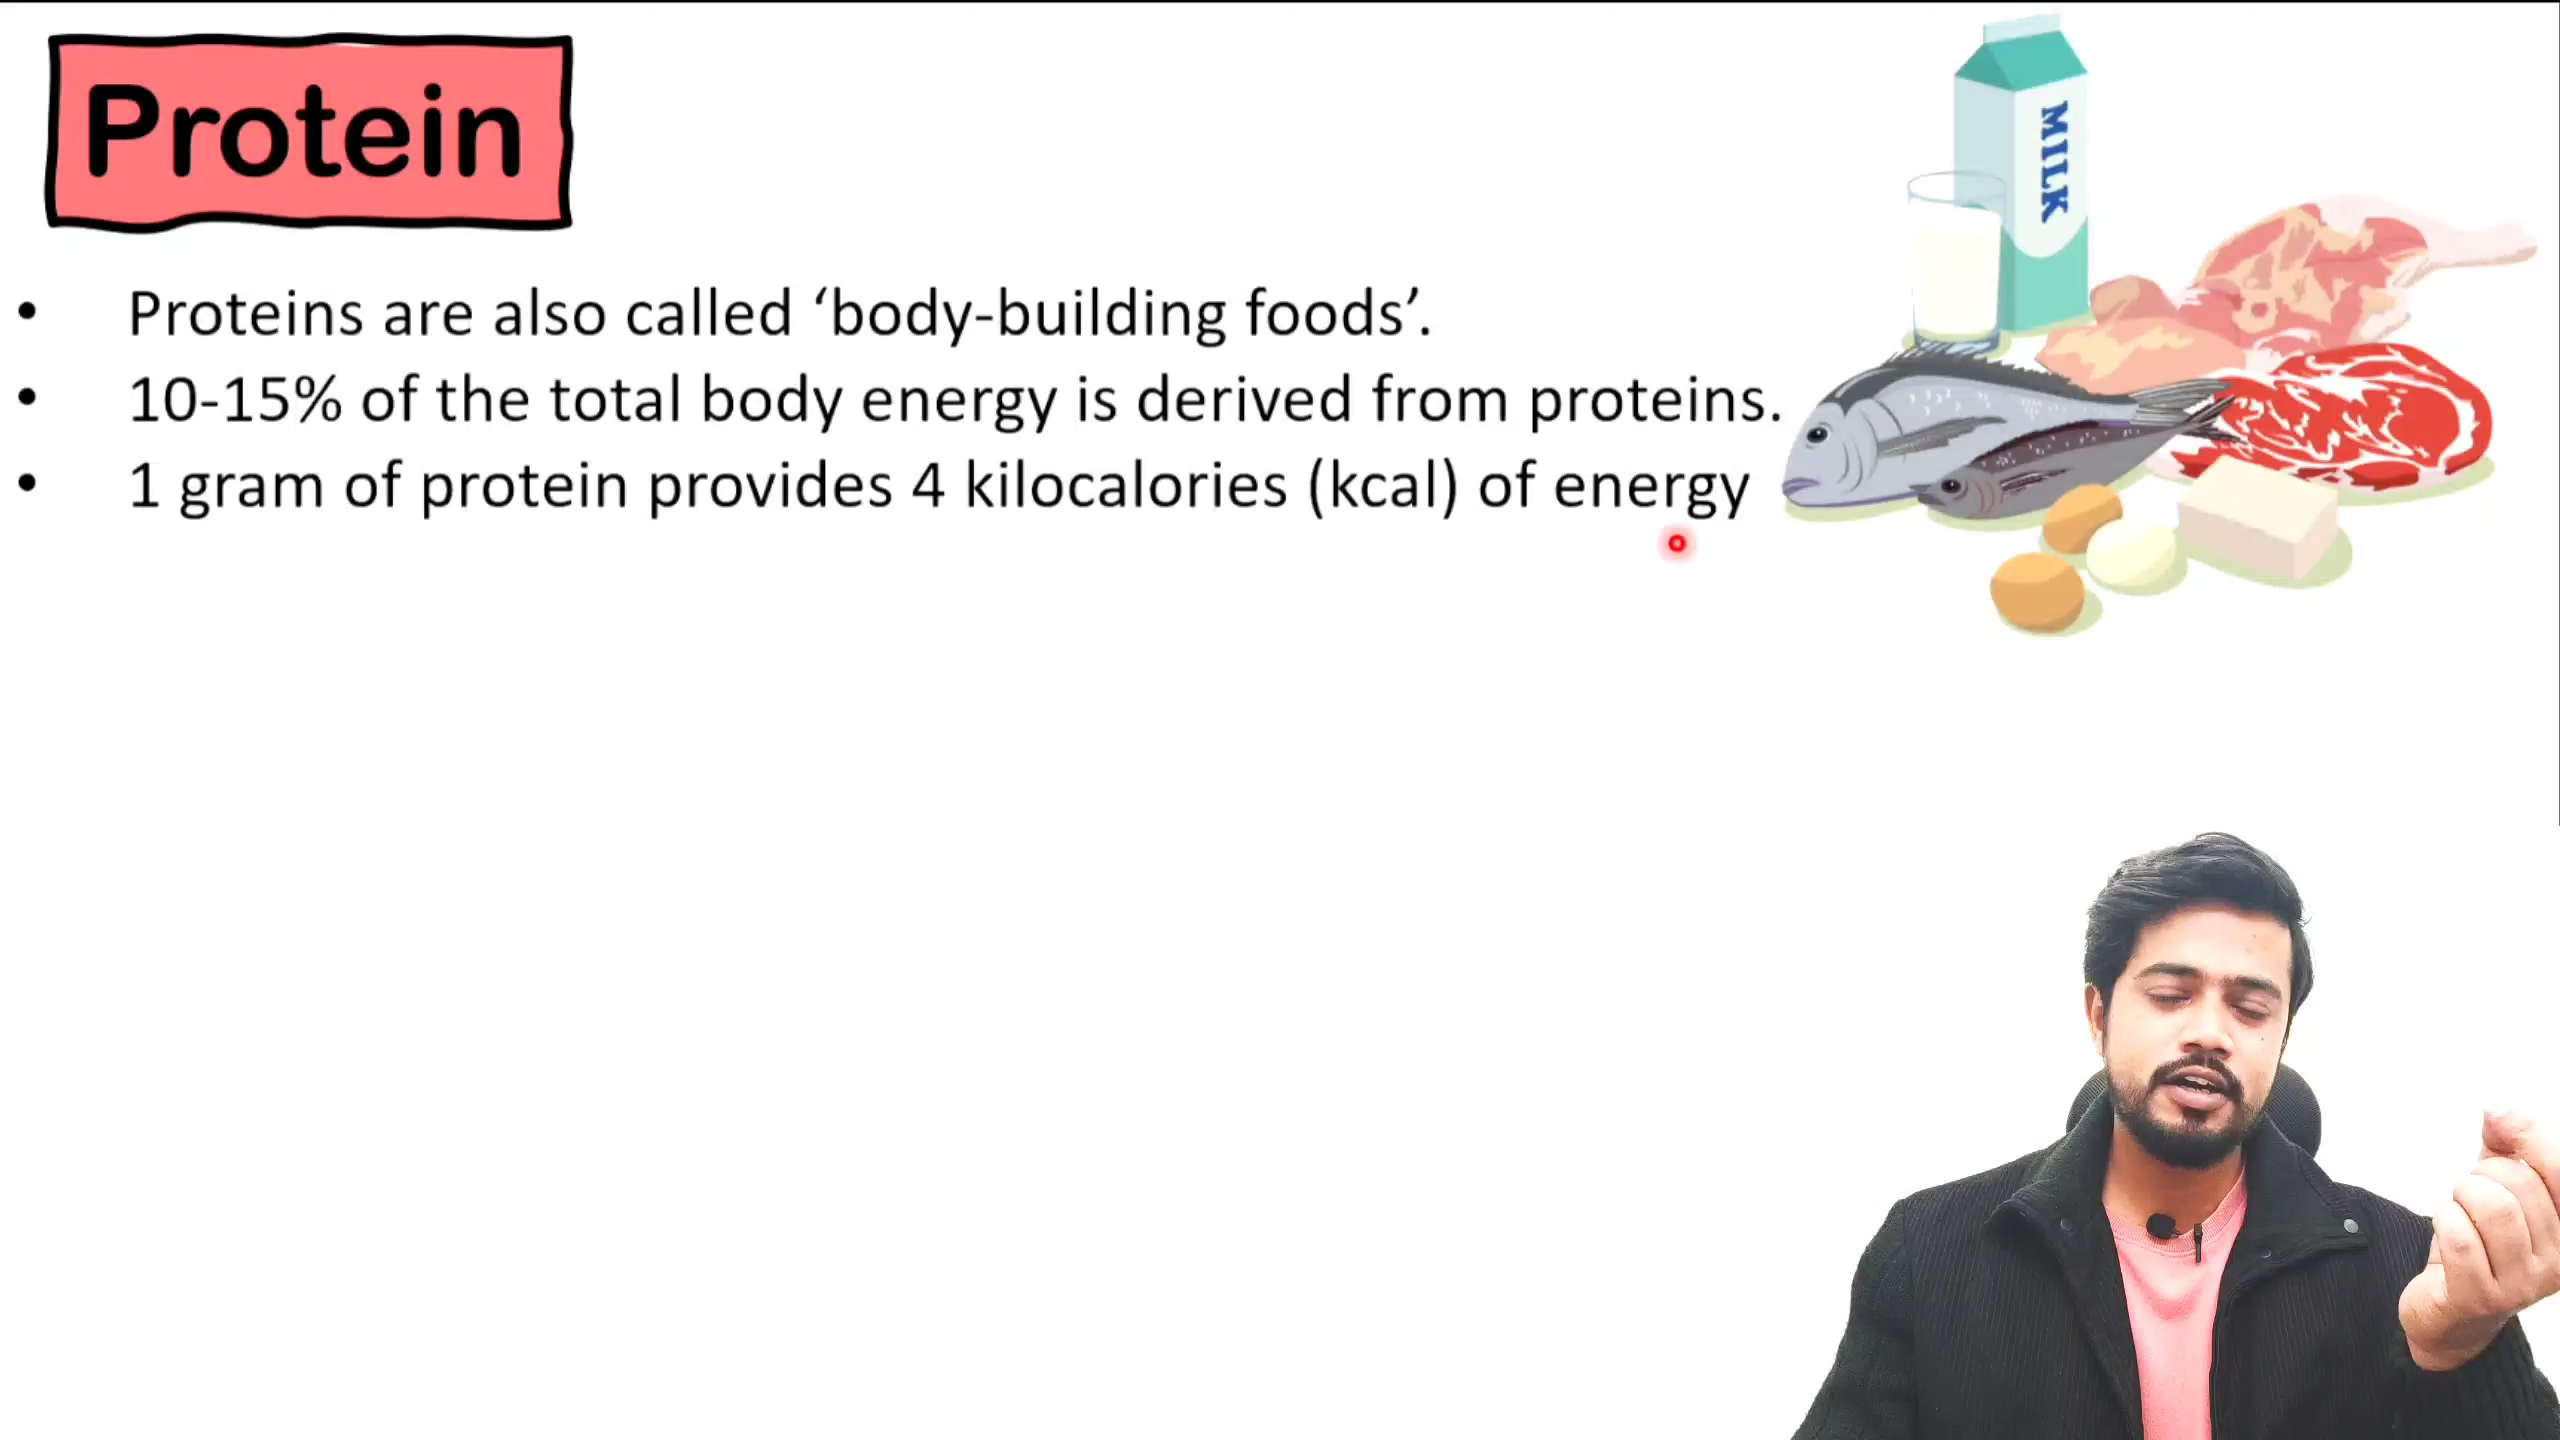 Protein
• Proteins are also called ‘body-building foods’.
• 10-15% of the total body energy is derived from proteins.
• 1 gram of protein provides 4 kilocalories (kcal) of energy
MILK